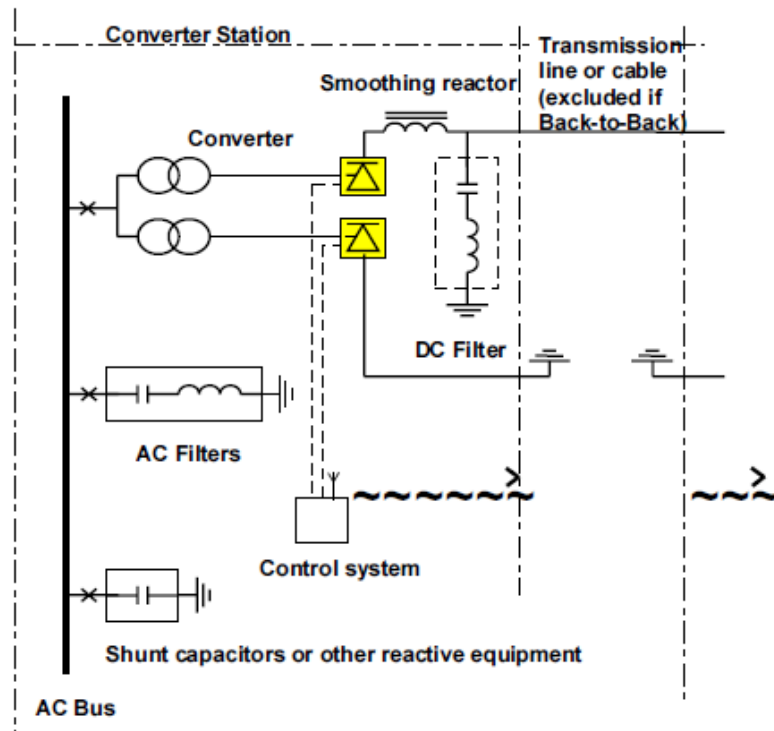 Converter Station
Transmission
line or cable
(excluded if
Back-to-Back)
Smoothing reactor
Converter
DC Filter
AC Filters
Control system
Shunt capacitors or other reactive equipment
AC Bus